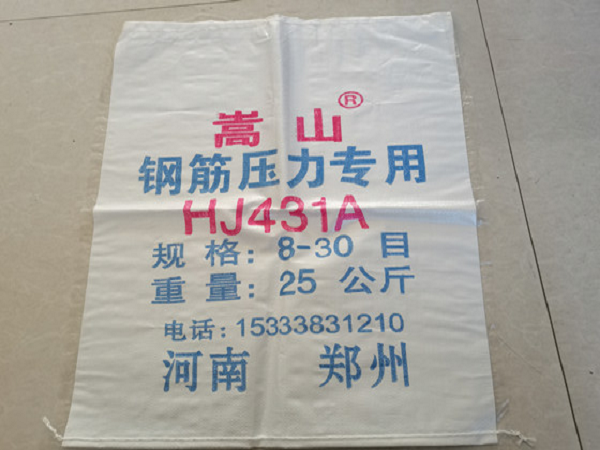 嵩山®
钢筋压力专用
HJ431A
规格：8-30 目
重量：25 公斤
电话：15333831210
河南 郑州